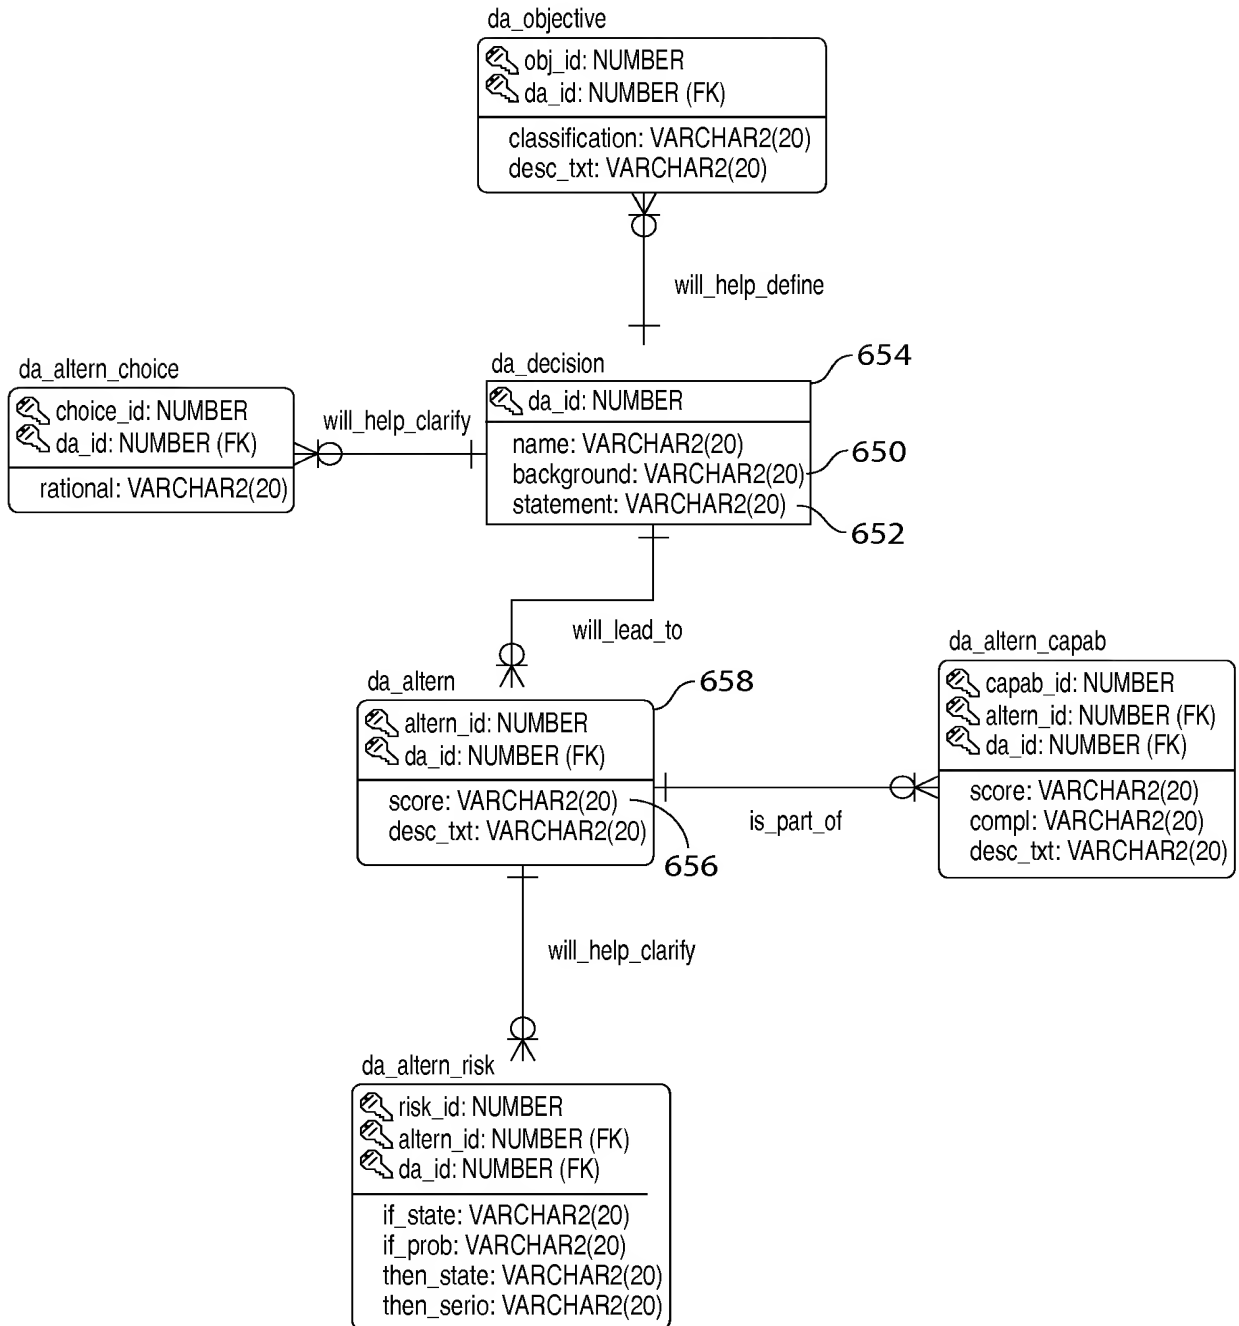 da_objective
obj_id: NUMBER
da_id: NUMBER (FK)
classification: VARCHAR2(20)
desc_txt: VARCHAR2(20)
will_help_define
da_altern_choice
choice_id: NUMBER
da_id: NUMBER (FK)
rational: VARCHAR2(20)
will_help_clarify
da_decision
654
da_id: NUMBER
name: VARCHAR2(20)
background: VARCHAR2(20)
650
statement: VARCHAR2(20)
652
will_lead_to
da_altern
658
altern_id: NUMBER
da_id: NUMBER (FK)
score: VARCHAR2(20)
desc_txt: VARCHAR2(20)
656
is_part_of
da_altern_capab
capab_id: NUMBER
altern_id: NUMBER (FK)
da_id: NUMBER (FK)
score: VARCHAR2(20)
compl: VARCHAR2(20)
desc_txt: VARCHAR2(20)
will_help_clarify
da_altern_risk
risk_id: NUMBER
altern_id: NUMBER (FK)
da_id: NUMBER (FK)
if_state: VARCHAR2(20)
if_prob: VARCHAR2(20)
then_state: VARCHAR2(20)
then_serio: VARCHAR2(20)